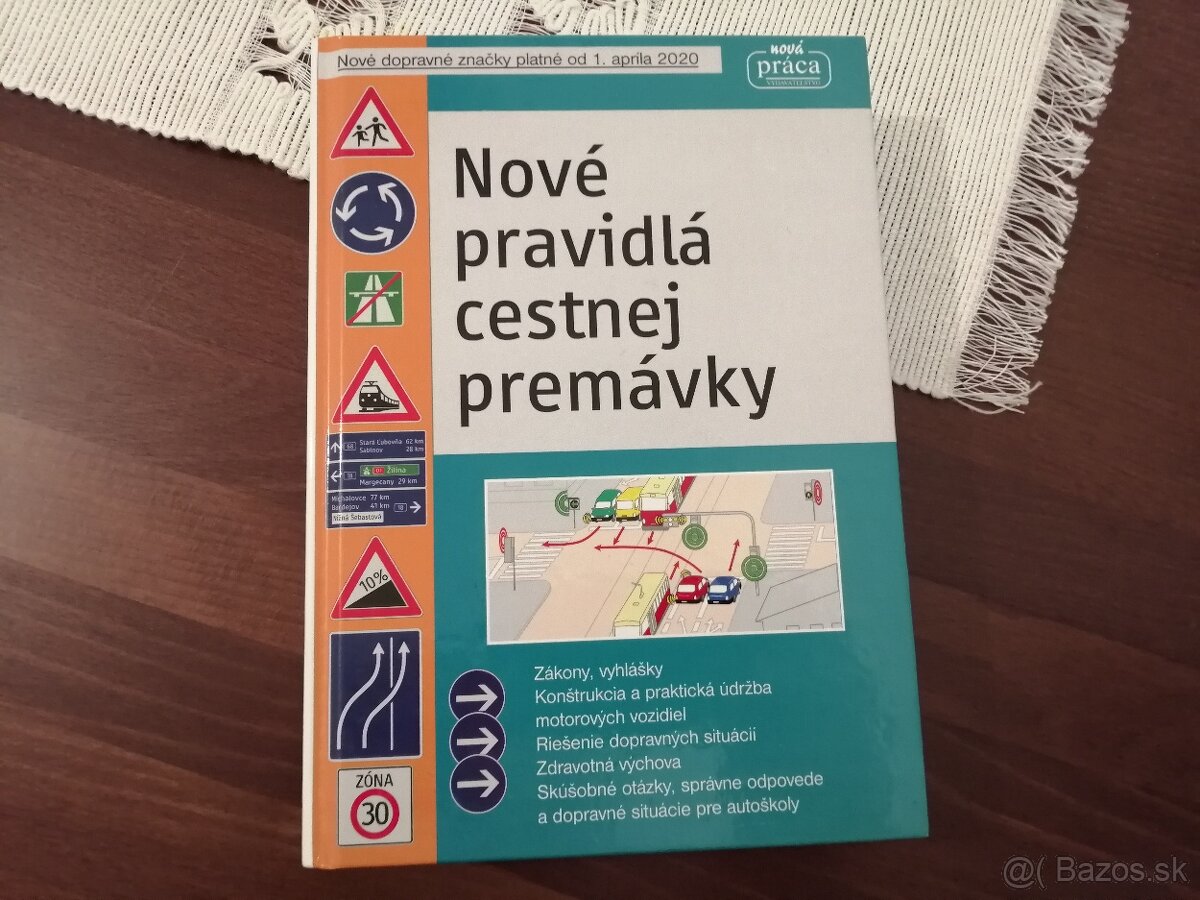 Nové dopravné značky platné od 1. apríla 2020
nová
práca
VYDAVATEĽSTVO
Nové
pravidlá
cestnej
premávky
68 Stará Ľubovňa 62 km
Sabinov 28 km
Žilina
Margecany 29 km
Michalovce 77 km
Bardejov 41 km
Nižná Šebastová
10%
ZÓNA
30
Zákony, vyhlášky
Konštrukcia a praktická údržba
motorových vozidiel
Riešenie dopravných situácii
Zdravotná výchova
Skúšobné otázky, správne odpovede
a dopravné situácie pre autoškoly
@( Bazos.sk